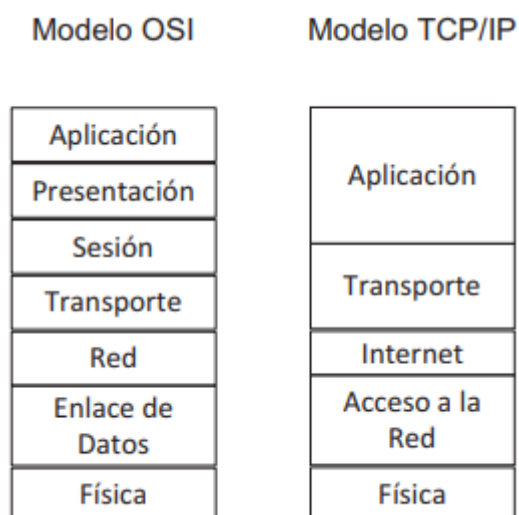 Modelo OSI
Aplicación
Presentación
Sesión
Transporte
Red
Enlace de
Datos
Física
Modelo TCP/IP
Aplicación
Transporte
Internet
Acceso a la
Red
Física